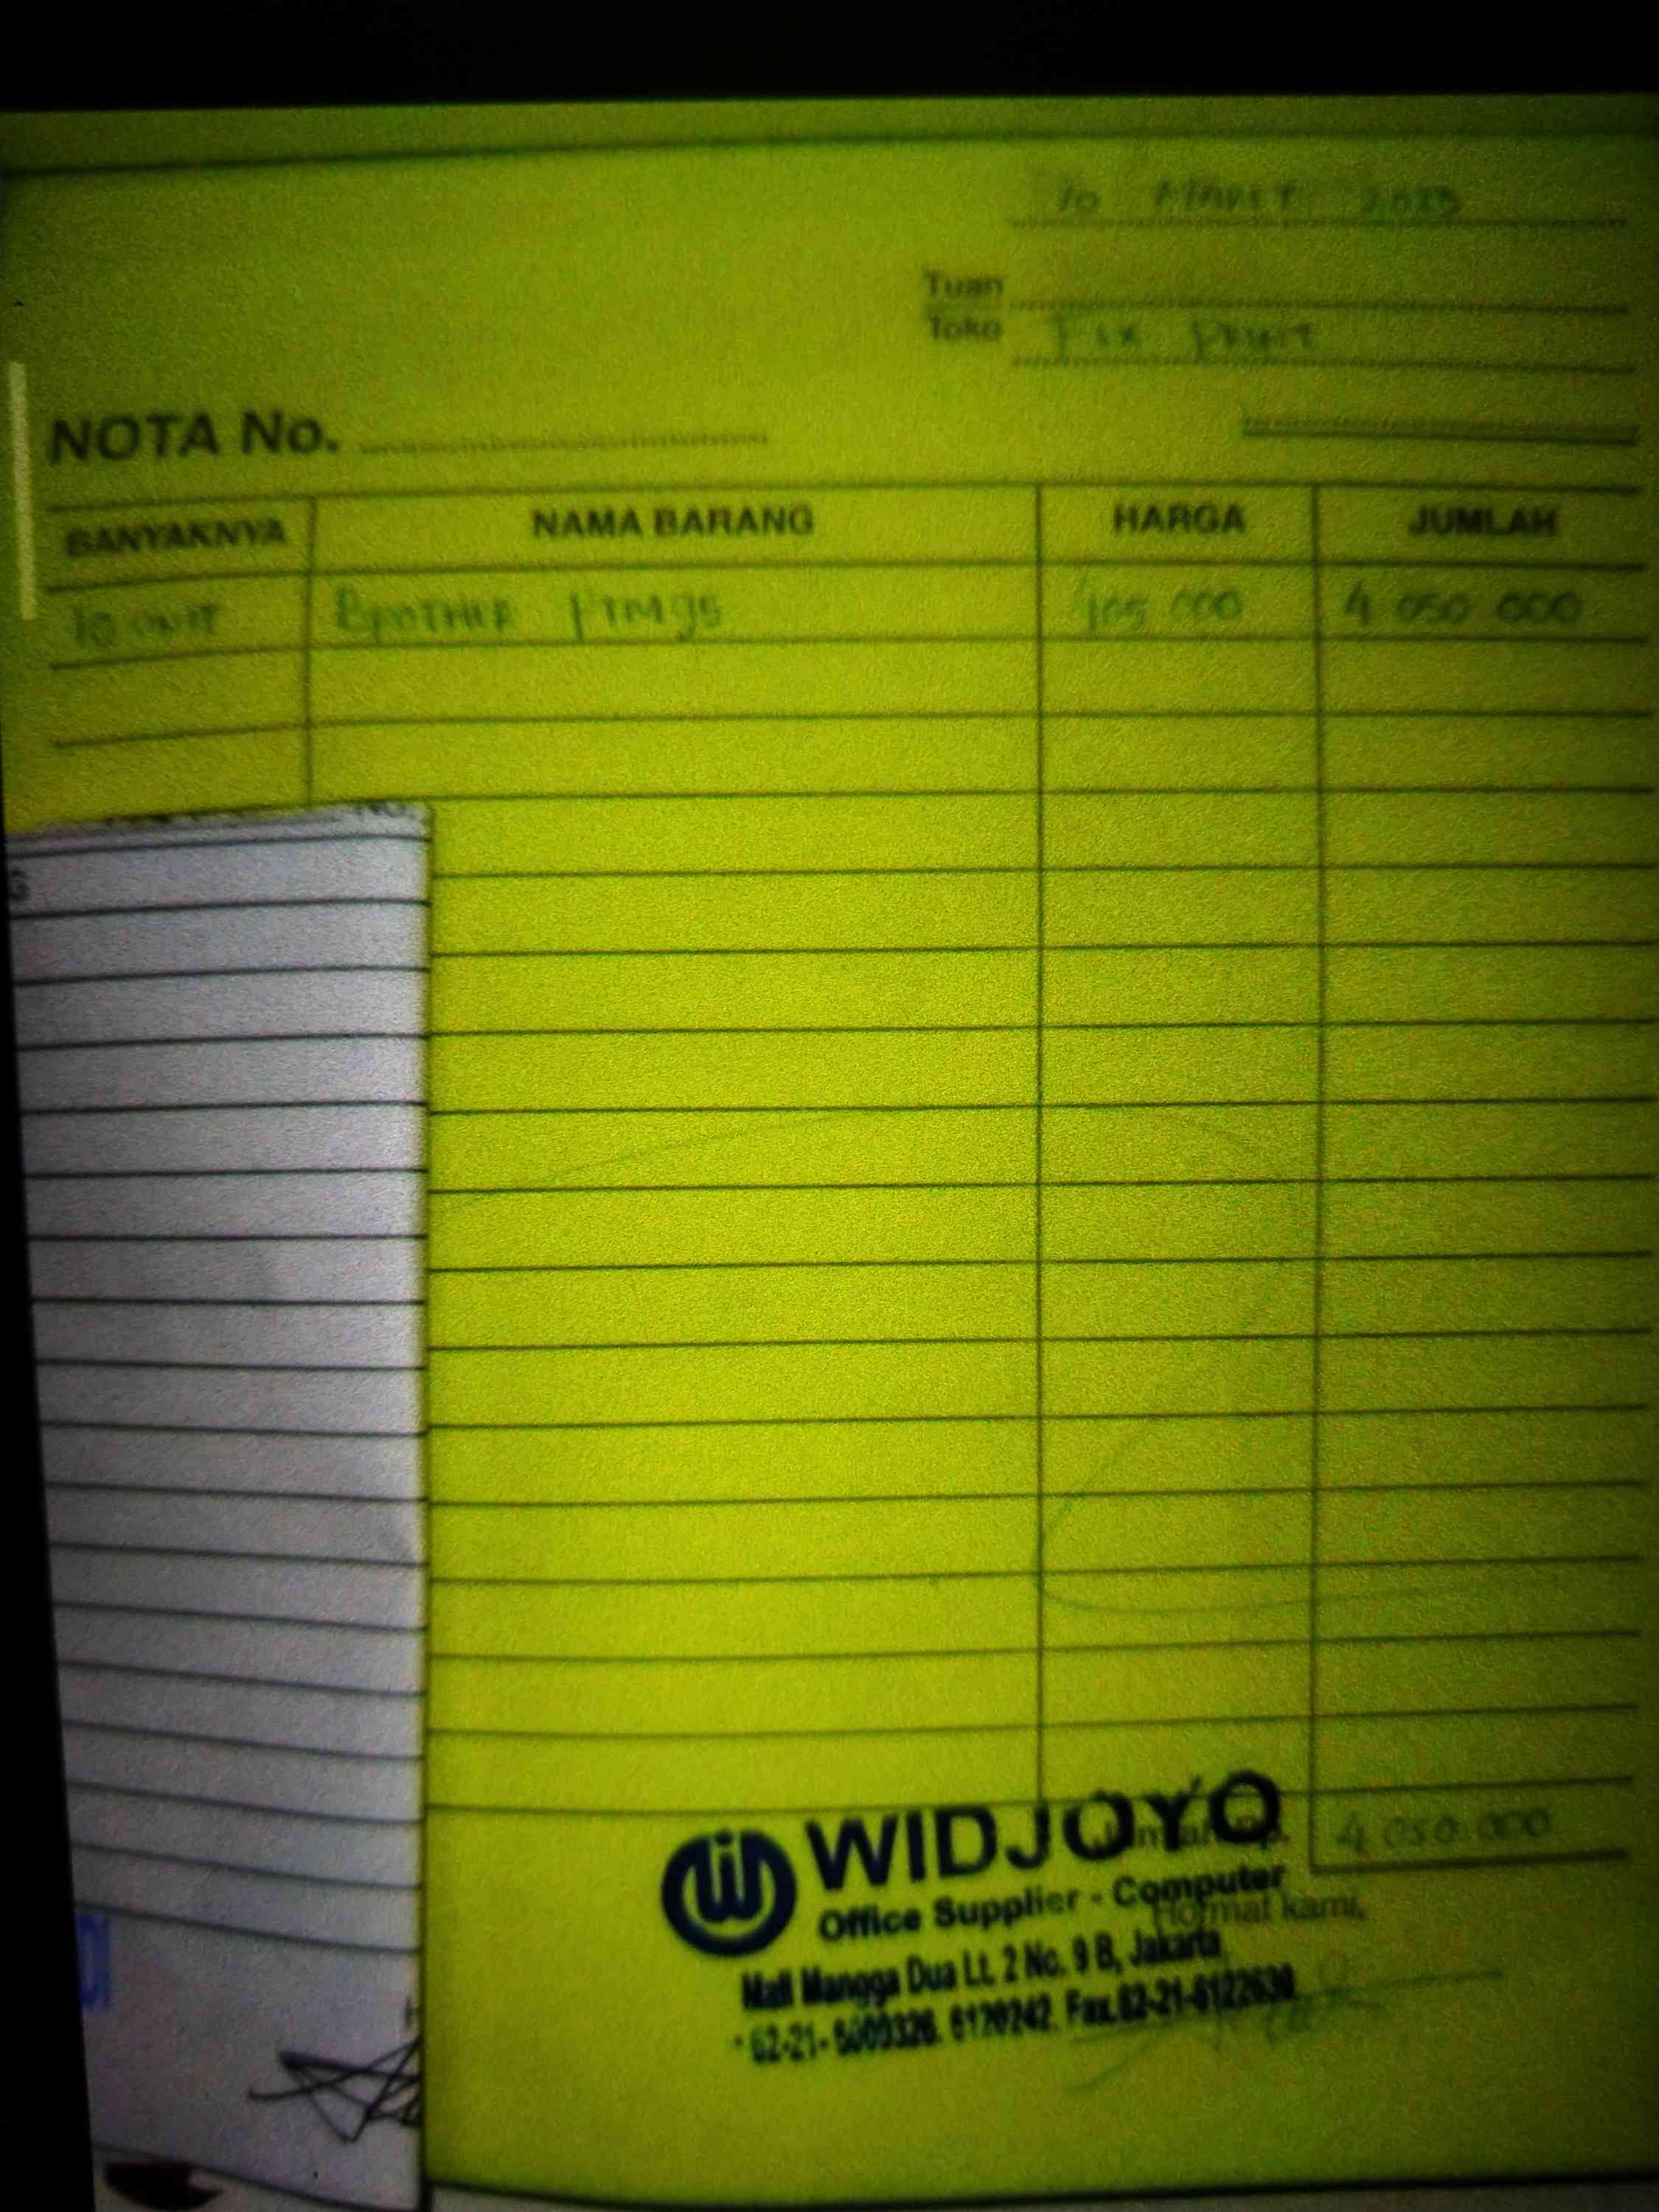 10 MARET 2023
Tuan
Toko FIX PRINT
NOTA No.
BANYAKNYA NAMA BARANG HARGA JUMLAH
10 UNIT BROTHER PTM95 405 000 4 050 000
WIDJOYO
Jumlah Rp. 4 050 000
Office Supplier - Computer
Hormat kami,
Mall Mangga Dua Lt. 2 No. 9 B, Jakarta
6120242. Fax.62-21-6122630